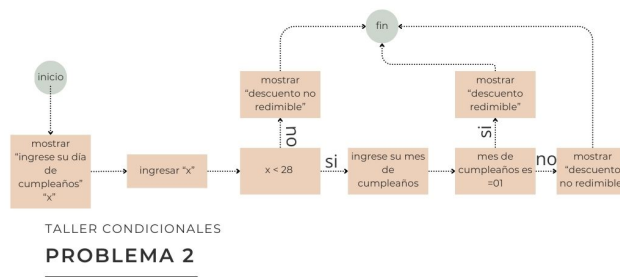 fin
inicio
mostrar
"descuento no
redimible"
mostrar
"descuento
redimible"
no
si
mostrar
"ingrese su día
de
cumpleaños"
"x"
ingresar "x"
x < 28
si
ingrese su mes
de
cumpleaños
mes de
cumpleaños es
=01
no
mostrar
"descuento
no redimible"
TALLER CONDICIONALES
PROBLEMA 2